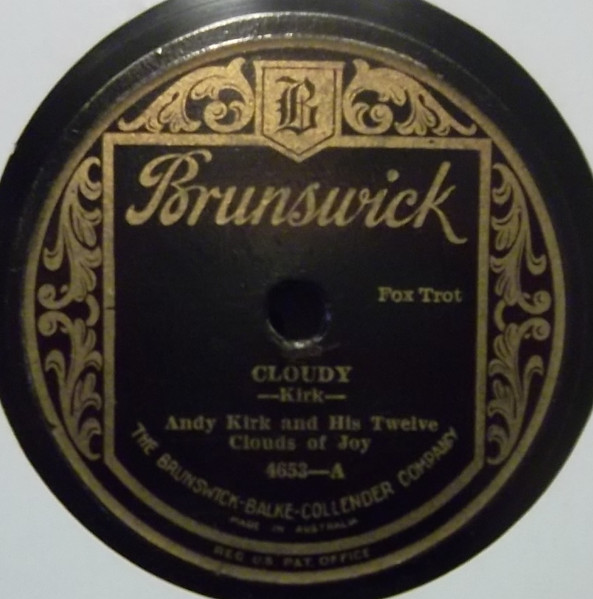 B
Brunswick
Fox Trot
CLOUDY
—Kirk—
Andy Kirk and His Twelve
Clouds of Joy
4653—A
THE BRUNSWICK-BALKE-COLLENDER COMPANY
MADE IN AUSTRALIA
REG U.S. PAT. OFFICE